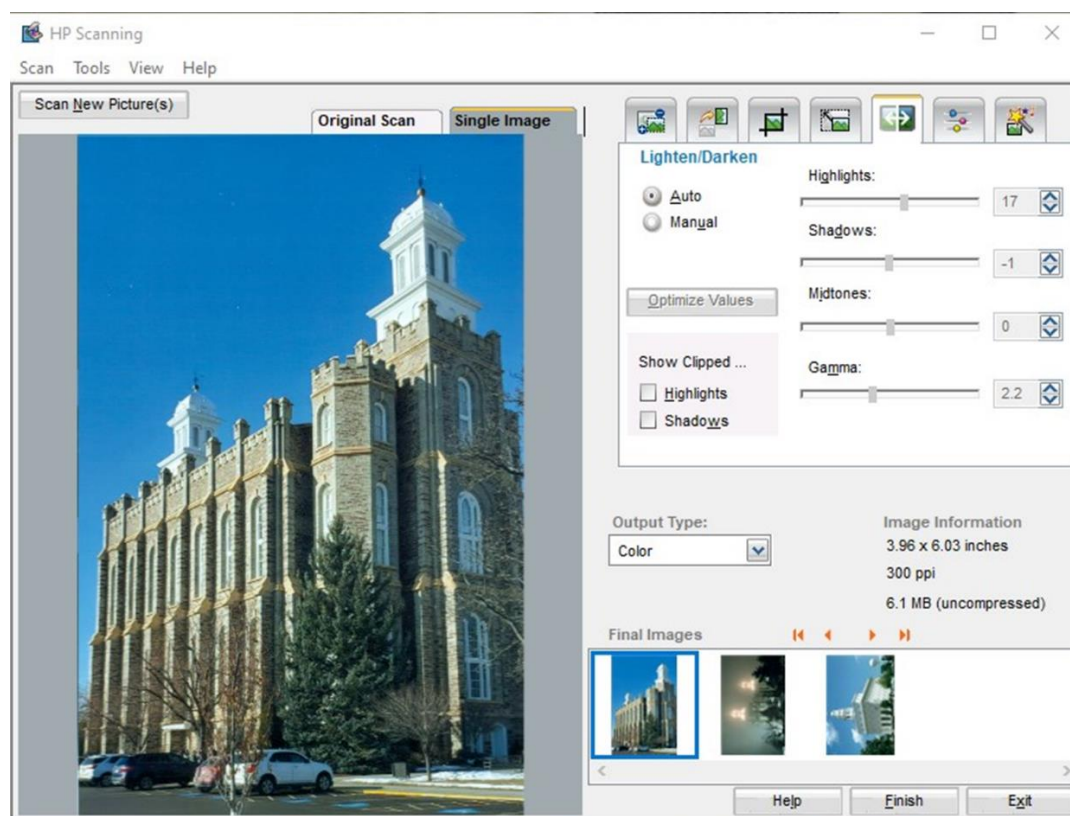 HP Scanning
Scan Tools View Help
Scan New Picture(s)
Original Scan
Single Image
Lighten/Darken
Auto
Manual
Optimize Values
Show Clipped ...
Highlights
Shadows
Highlights:
17
Shadows:
-1
Midtones:
0
Gamma:
2.2
Output Type:
Color
Image Information
3.96 x 6.03 inches
300 ppi
6.1 MB (uncompressed)
Final Images
Help
Finish
Exit